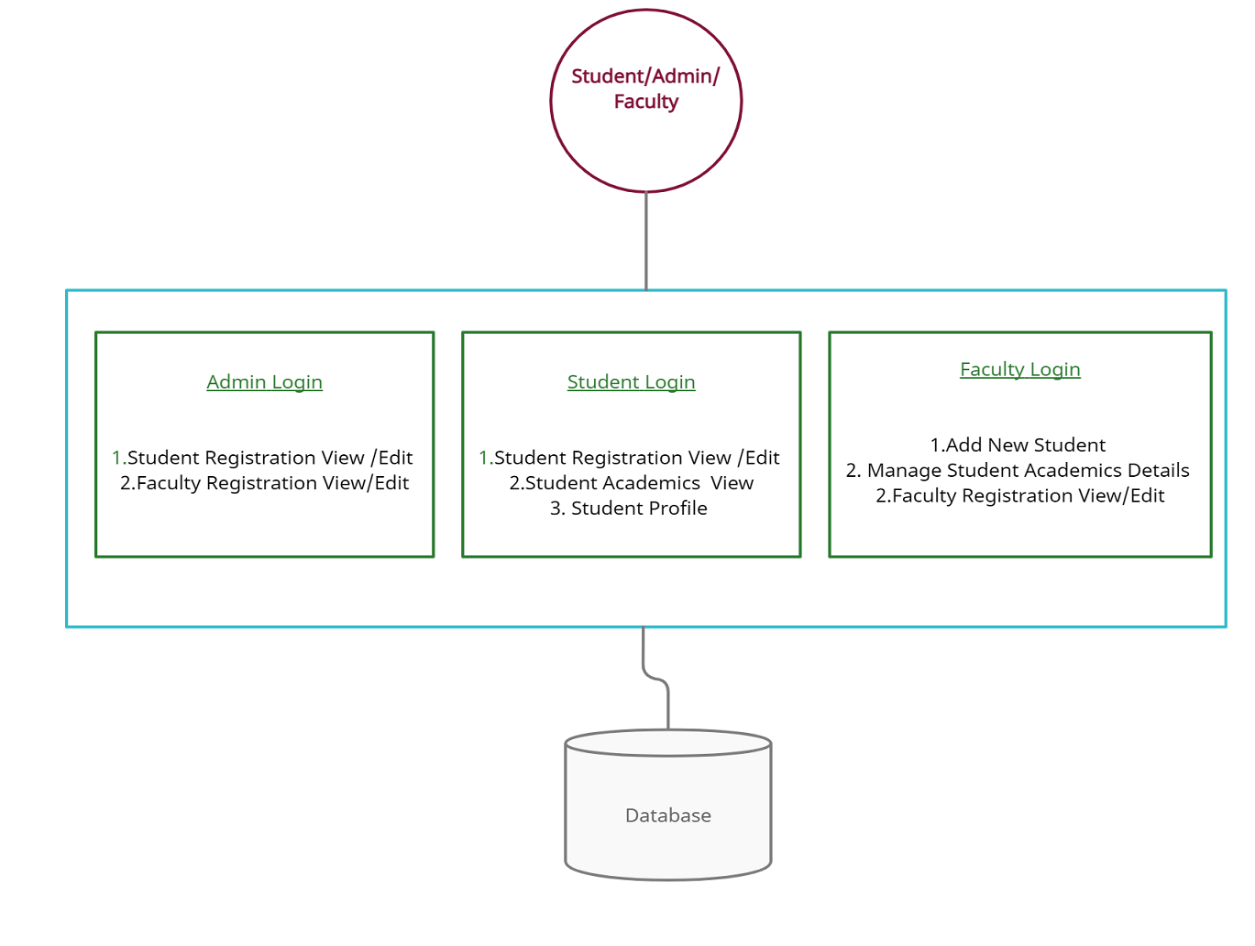 Student/Admin/
Faculty
Admin Login
1.Student Registration View /Edit
2.Faculty Registration View/Edit
Student Login
1.Student Registration View /Edit
2.Student Academics  View
3. Student Profile
Faculty Login
1.Add New Student
2. Manage Student Academics Details
2.Faculty Registration View/Edit
Database